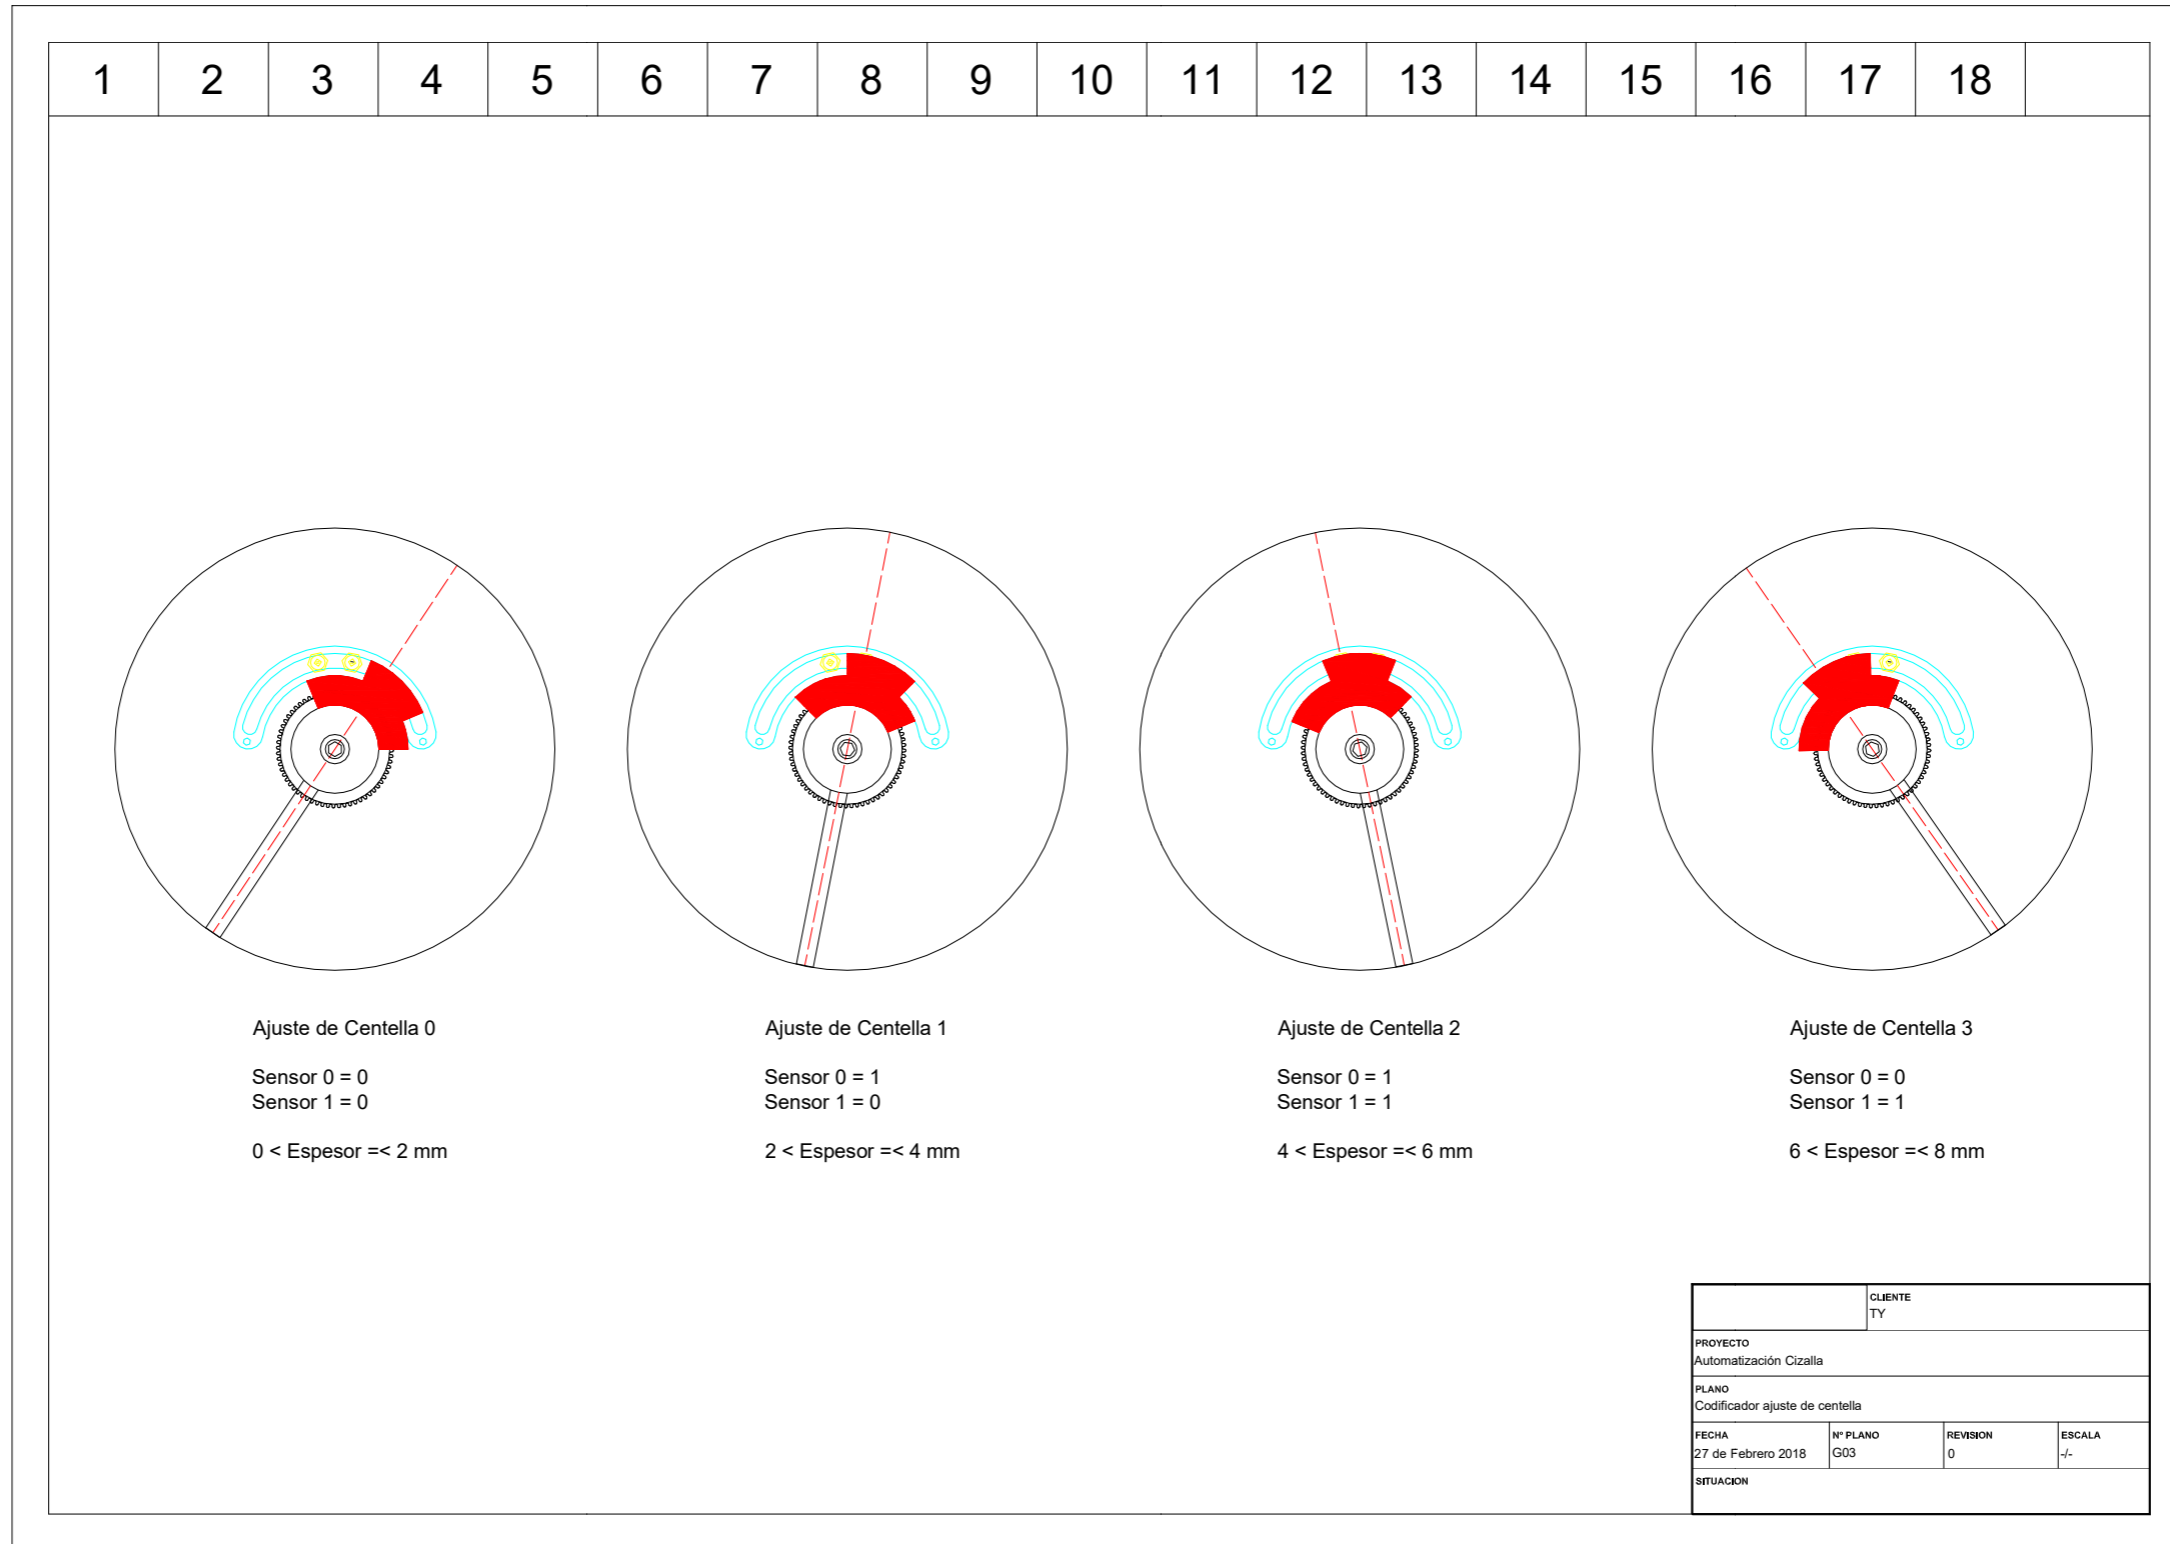 1 2 3 4 5 6 7 8 9 10 11 12 13 14 15 16 17 18
Ajuste de Centella 0
Sensor 0 = 0
Sensor 1 = 0
0 < Espesor =< 2 mm
Ajuste de Centella 1
Sensor 0 = 1
Sensor 1 = 0
2 < Espesor =< 4 mm
Ajuste de Centella 2
Sensor 0 = 1
Sensor 1 = 1
4 < Espesor =< 6 mm
Ajuste de Centella 3
Sensor 0 = 0
Sensor 1 = 1
6 < Espesor =< 8 mm
CLIENTE
TY
PROYECTO
Automatización Cizalla
PLANO
Codificador ajuste de centella
FECHA
27 de Febrero 2018
Nº PLANO
G03
REVISION
0
ESCALA
-/-
SITUACION